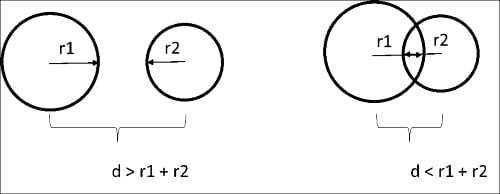 r1 r2 r1 r2
d > r1 + r2 d < r1 + r2